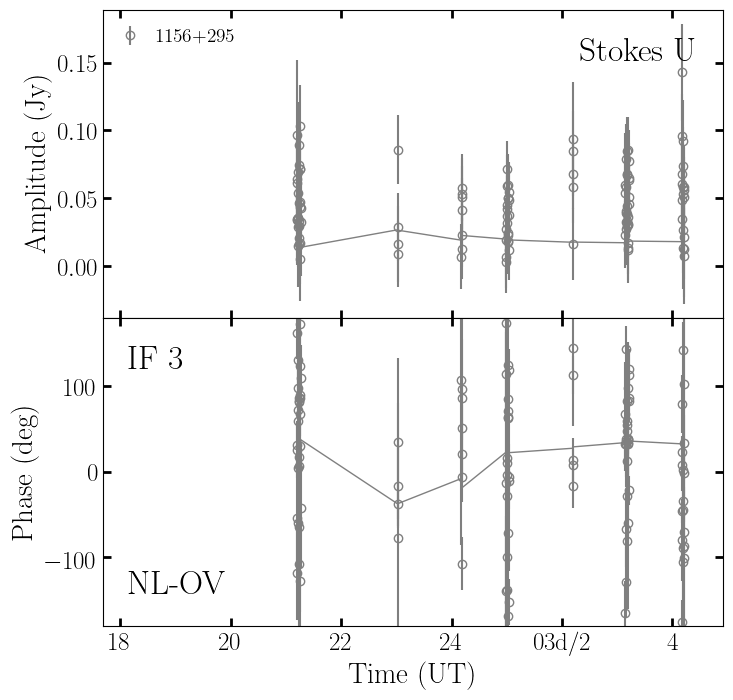 1156+295
Stokes U
Amplitude (Jy)
0.15
0.10
0.05
0.00
IF 3
NL-OV
Phase (deg)
100
0
−100
18 20 22 24 03d/2 4
Time (UT)